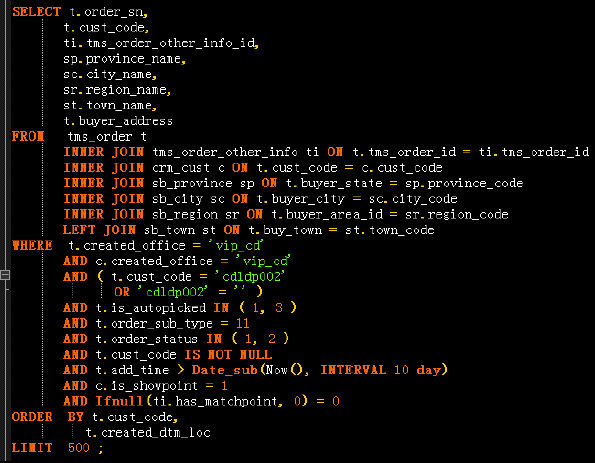 SELECT t.order_sn,
t.cust_code,
ti.tms_order_other_info_id,
sp.province_name,
sc.city_name,
sr.region_name,
st.town_name,
t.buyer_address
FROM tms_order t
INNER JOIN tms_order_other_info ti ON t.tms_order_id = ti.tms_order_id
INNER JOIN crm_cust c ON t.cust_code = c.cust_code
INNER JOIN sb_province sp ON t.buyer_state = sp.province_code
INNER JOIN sb_city sc ON t.buyer_city = sc.city_code
INNER JOIN sb_region sr ON t.buyer_area_id = sr.region_code
LEFT JOIN sb_town st ON t.buy_town = st.town_code
WHERE t.created_office = 'vip_cd'
AND c.created_office = 'vip_cd'
AND ( t.cust_code = 'cdldp002'
OR 'cdldp002' = '' )
AND t.is_autopicked IN ( 1, 3 )
AND t.order_sub_type = 11
AND t.order_status IN ( 1, 2 )
AND t.cust_code IS NOT NULL
AND t.add_time > Date_sub(Now(), INTERVAL 10 day)
AND c.is_showpoint = 1
AND Ifnull(ti.has_matchpoint, 0) = 0
ORDER BY t.cust_code,
t.created_dtm_loc
LIMIT 500 ;